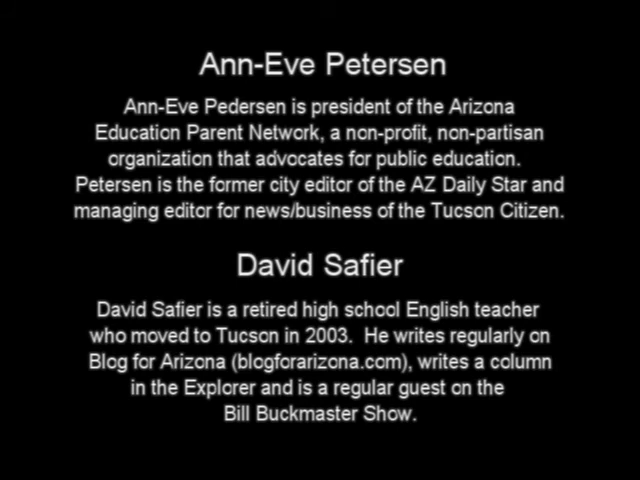 Ann-Eve Petersen
Ann-Eve Pedersen is president of the Arizona
Education Parent Network, a non-profit, non-partisan
organization that advocates for public education.
Petersen is the former city editor of the AZ Daily Star and
managing editor for news/business of the Tucson Citizen.
David Safier
David Safier is a retired high school English teacher
who moved to Tucson in 2003.  He writes regularly on
Blog for Arizona (blogforarizona.com), writes a column
in the Explorer and is a regular guest on the
Bill Buckmaster Show.